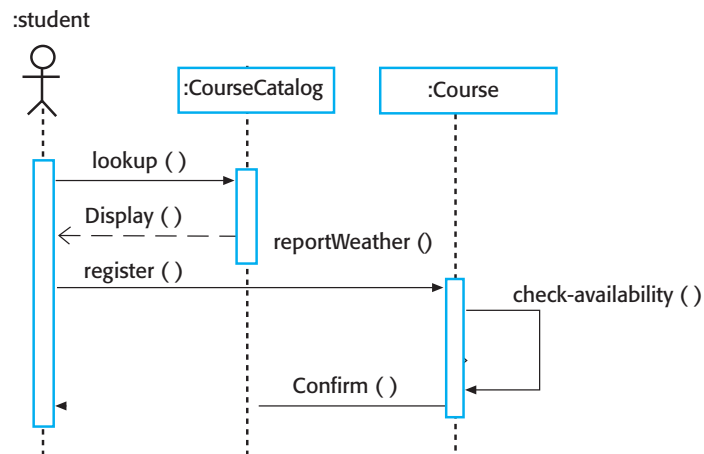 :student
:CourseCatalog
:Course
lookup ( )
Display ( )
reportWeather ()
register ( )
check-availability ( )
Confirm ( )